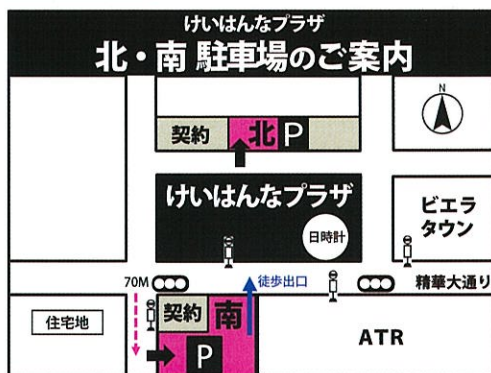 けいはんなプラザ
北・南 駐車場のご案内
N
契約
北
P
けいはんなプラザ
日時計
ビエラ
タウン
70M
徒歩出口
精華大通り
住宅地
契約
南
P
ATR